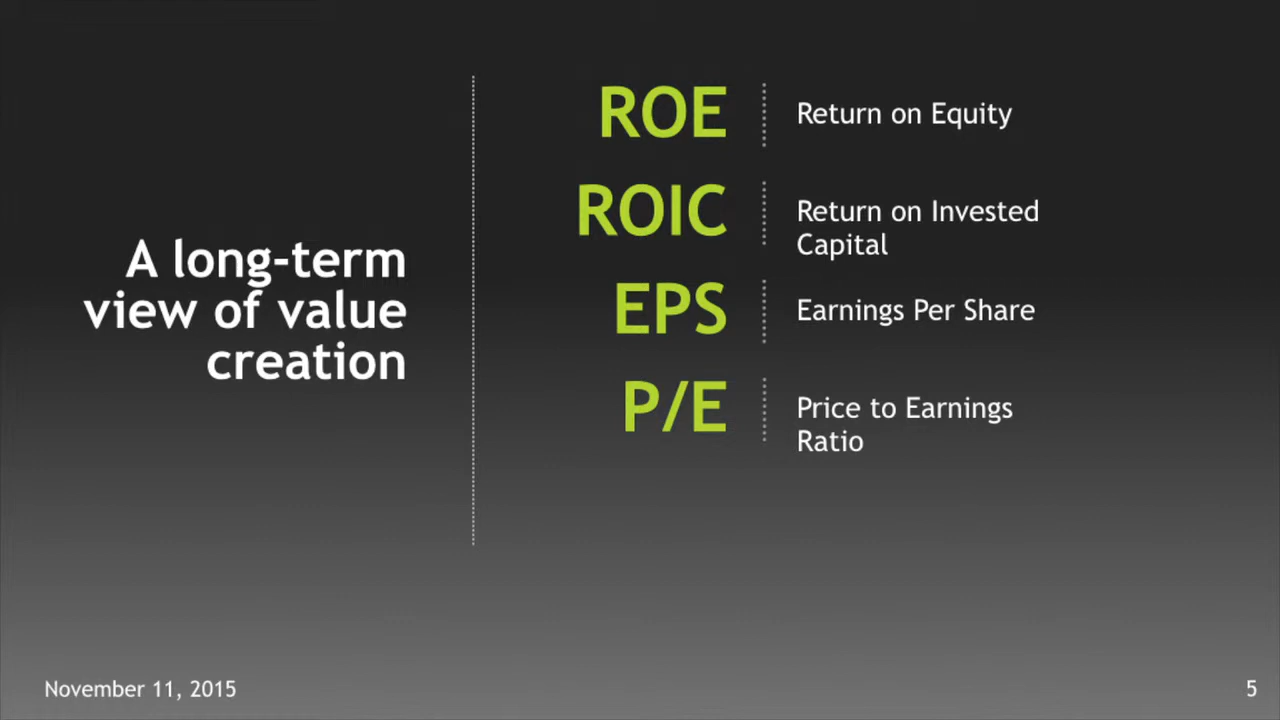 A long-term
view of value
creation
ROE
Return on Equity
ROIC
Return on Invested
Capital
EPS
Earnings Per Share
P/E
Price to Earnings
Ratio
November 11, 2015
5